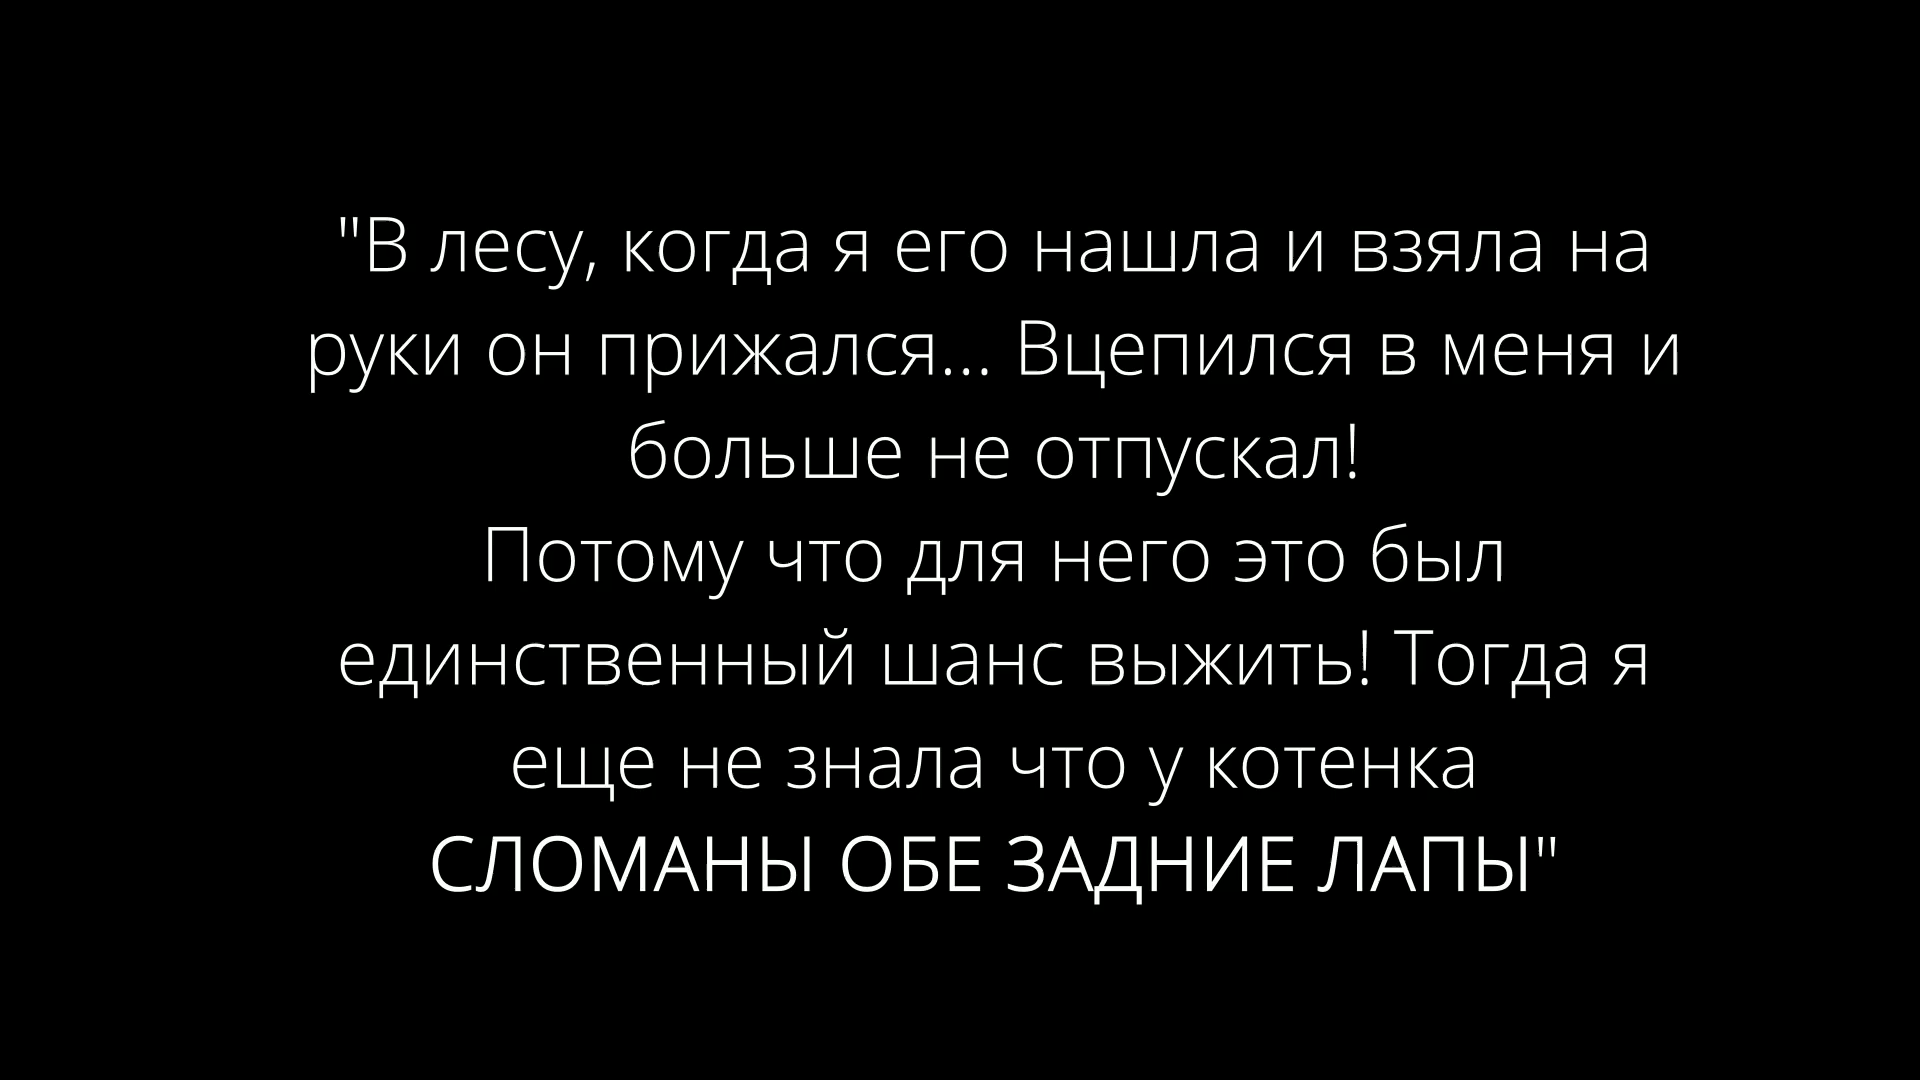 "В лесу, когда я его нашла и взяла на
руки он прижался... Вцепился в меня и
больше не отпускал!
Потому что для него это был
единственный шанс выжить! Тогда я
еще не знала что у котенка
СЛОМАНЫ ОБЕ ЗАДНИЕ ЛАПЫ"